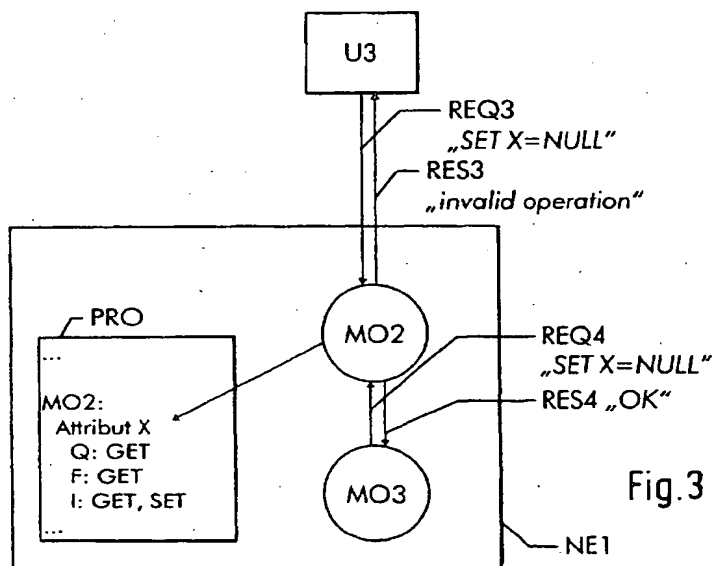 U3
REQ3
„SET X=NULL“
RES3
„invalid operation“
PRO
...
MO2:
Attribut X
Q: GET
F: GET
I: GET, SET
...
MO2
REQ4
„SET X=NULL“
RES4 „OK“
MO3
Fig.3
NE1